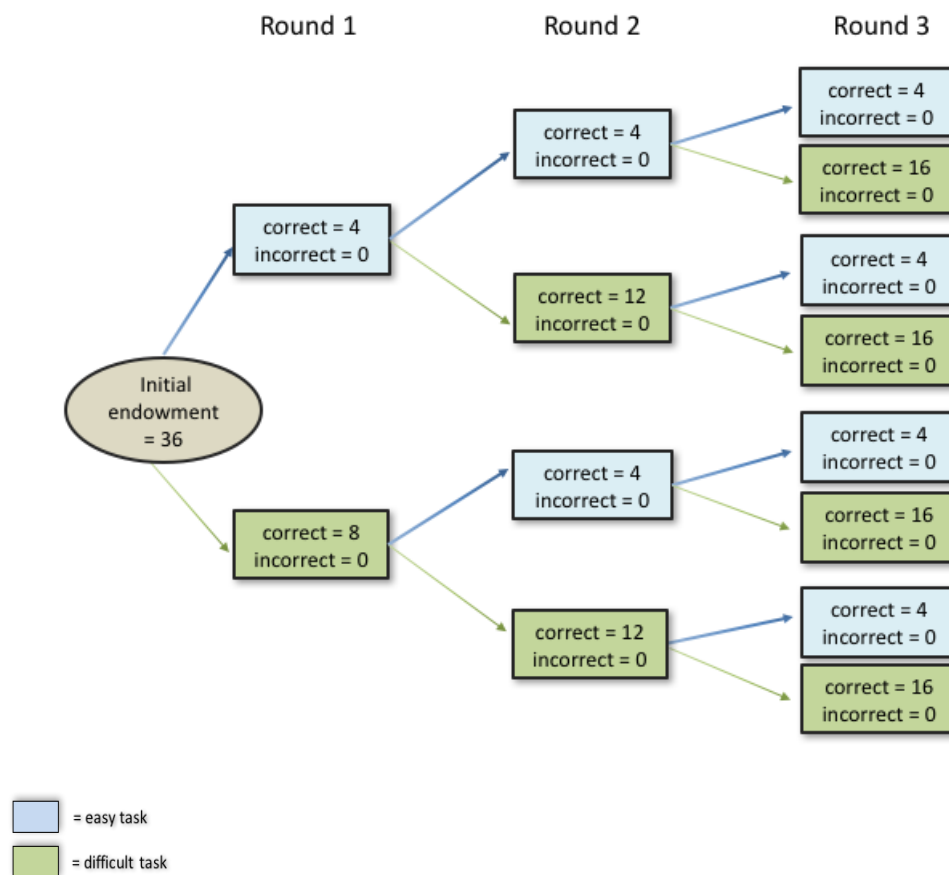 Round 1
Round 2
Round 3
correct = 4
incorrect = 0
correct = 4
incorrect = 0
correct = 16
incorrect = 0
correct = 4
incorrect = 0
correct = 4
incorrect = 0
correct = 12
incorrect = 0
correct = 16
incorrect = 0
Initial
endowment
= 36
correct = 4
incorrect = 0
correct = 4
incorrect = 0
correct = 16
incorrect = 0
correct = 8
incorrect = 0
correct = 4
incorrect = 0
correct = 12
incorrect = 0
correct = 16
incorrect = 0
= easy task
= difficult task